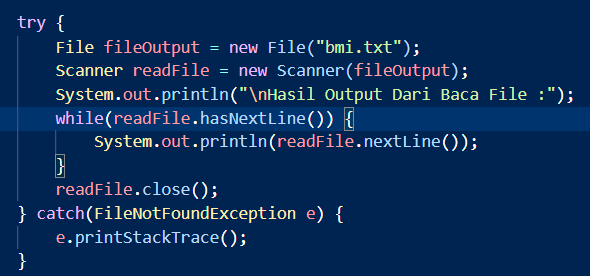 try {
    File fileOutput = new File("bmi.txt");
    Scanner readFile = new Scanner(fileOutput);
    System.out.println("\nHasil Output Dari Baca File :");
    while(readFile.hasNextLine()) {
        System.out.println(readFile.nextLine());
    }
    readFile.close();
} catch(FileNotFoundException e) {
    e.printStackTrace();
}